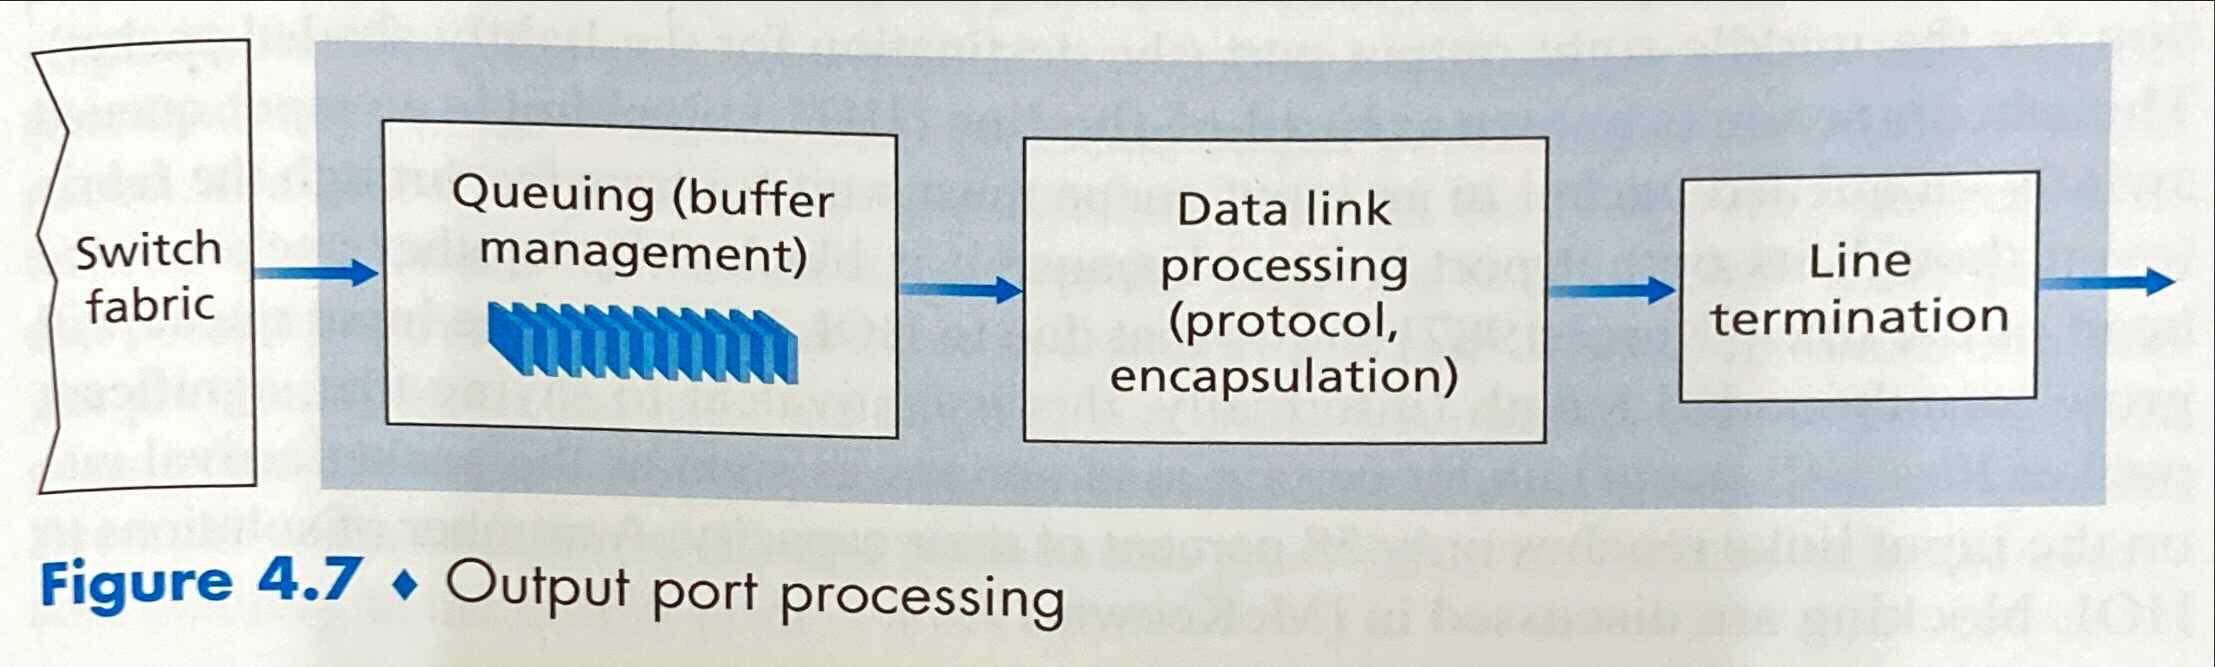 Switch
fabric
Queuing (buffer
management)
Data link
processing
(protocol,
encapsulation)
Line
termination
Figure 4.7 ♦ Output port processing